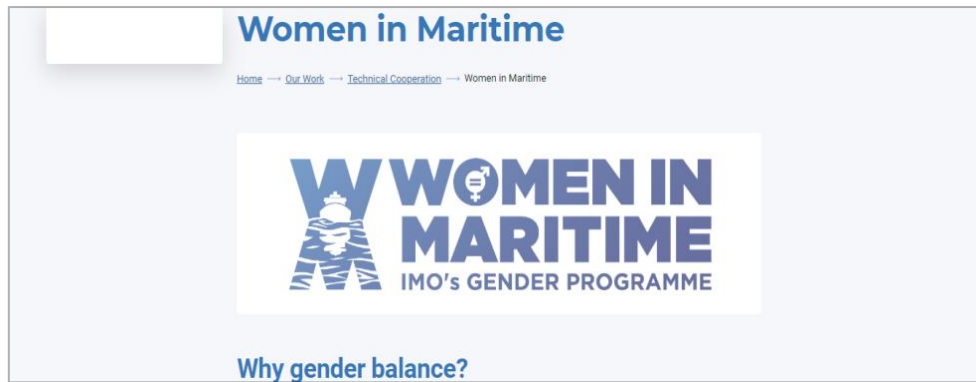 Women in Maritime
Home → Our Work → Technical Cooperation → Women in Maritime
W WOMEN IN
MARITIME
IMO's GENDER PROGRAMME
Why gender balance?